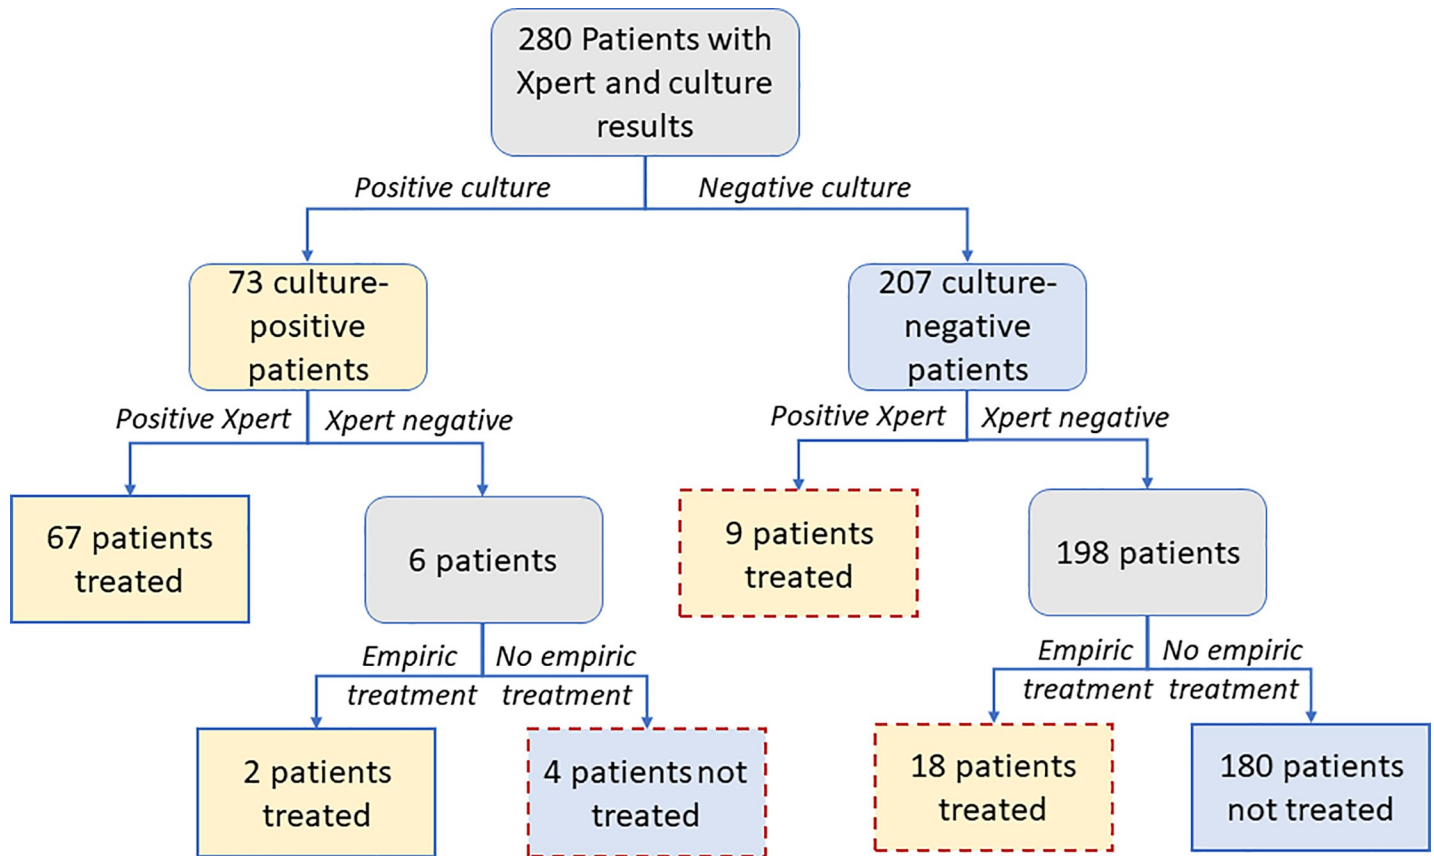 280 Patients with
Xpert and culture
results
Positive culture
Negative culture
73 culture-
positive
patients
207 culture-
negative
patients
Positive Xpert
Xpert negative
Positive Xpert
Xpert negative
67 patients
treated
6 patients
9 patients
treated
198 patients
Empiric
treatment
No empiric
treatment
Empiric
treatment
No empiric
treatment
2 patients
treated
4 patients not
treated
18 patients
treated
180 patients
not treated